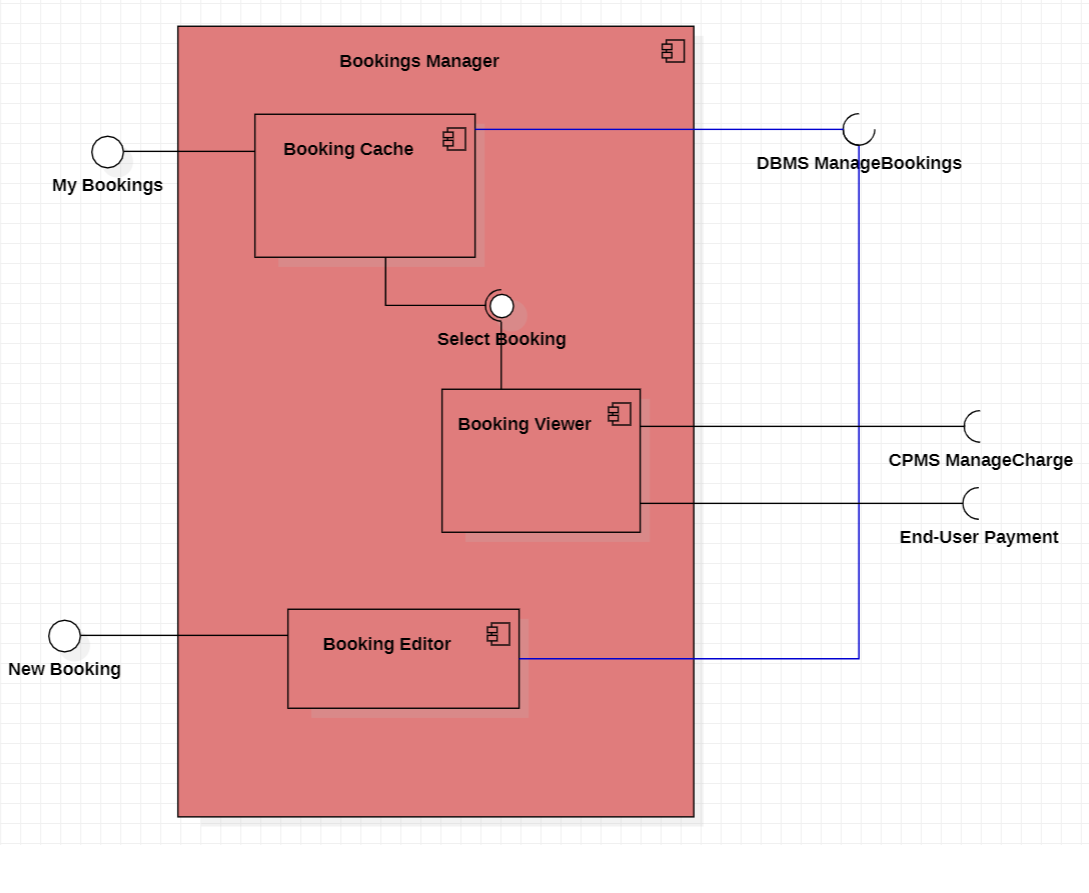 Bookings Manager
Booking Cache
My Bookings
DBMS ManageBookings
Select Booking
Booking Viewer
CPMS ManageCharge
End-User Payment
Booking Editor
New Booking